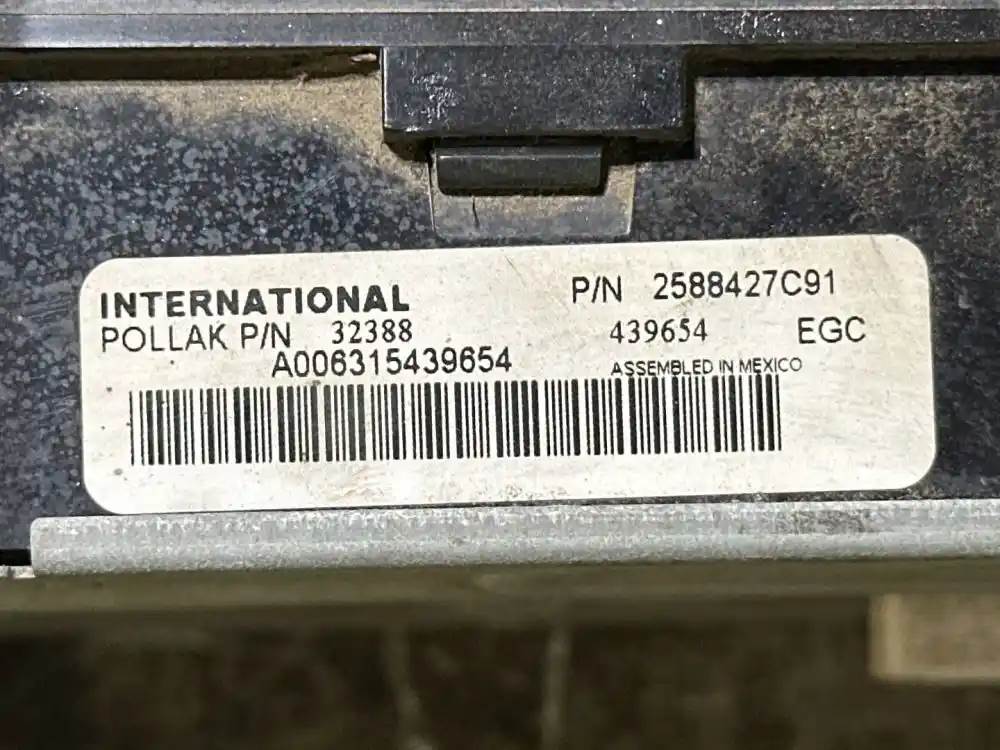 INTERNATIONAL P/N 2588427C91
POLLAK P/N 32388 439654 EGC
A006315439654 ASSEMBLED IN MEXICO